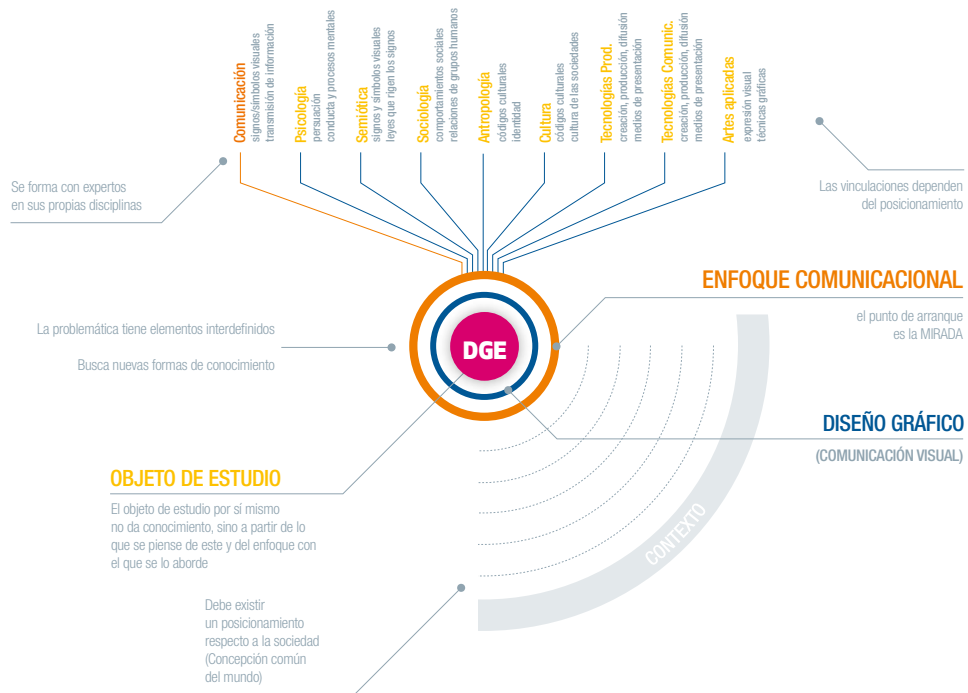 Comunicación
signos/símbolos visuales
transmisión de información
Psicología
persuación
conducta y procesos mentales
Semiótica
signos y símbolos visuales
leyes que rigen los signos
Sociología
comportamientos sociales
relaciones de grupos humanos
Antropología
códigos culturales
identidad
Cultura
códigos culturales
cultura de las sociedades
Tecnologías Prod.
creación, producción, difusión
medios de presentación
Tecnologías Comunic.
creación, producción, difusión
medios de presentación
Artes aplicadas
expresión visual
técnicas gráficas
Se forma con expertos
en sus propias disciplinas
Las vinculaciones dependen
del posicionamiento
ENFOQUE COMUNICACIONAL
el punto de arranque
es la MIRADA
La problemática tiene elementos interdefinidos
Busca nuevas formas de conocimiento
DGE
DISEÑO GRÁFICO
(COMUNICACIÓN VISUAL)
OBJETO DE ESTUDIO
El objeto de estudio por sí mismo
no da conocimiento, sino a partir de lo
que se piense de este y del enfoque con
el que se lo aborde
CONTEXTO
Debe existir
un posicionamiento
respecto a la sociedad
(Concepción común
del mundo)